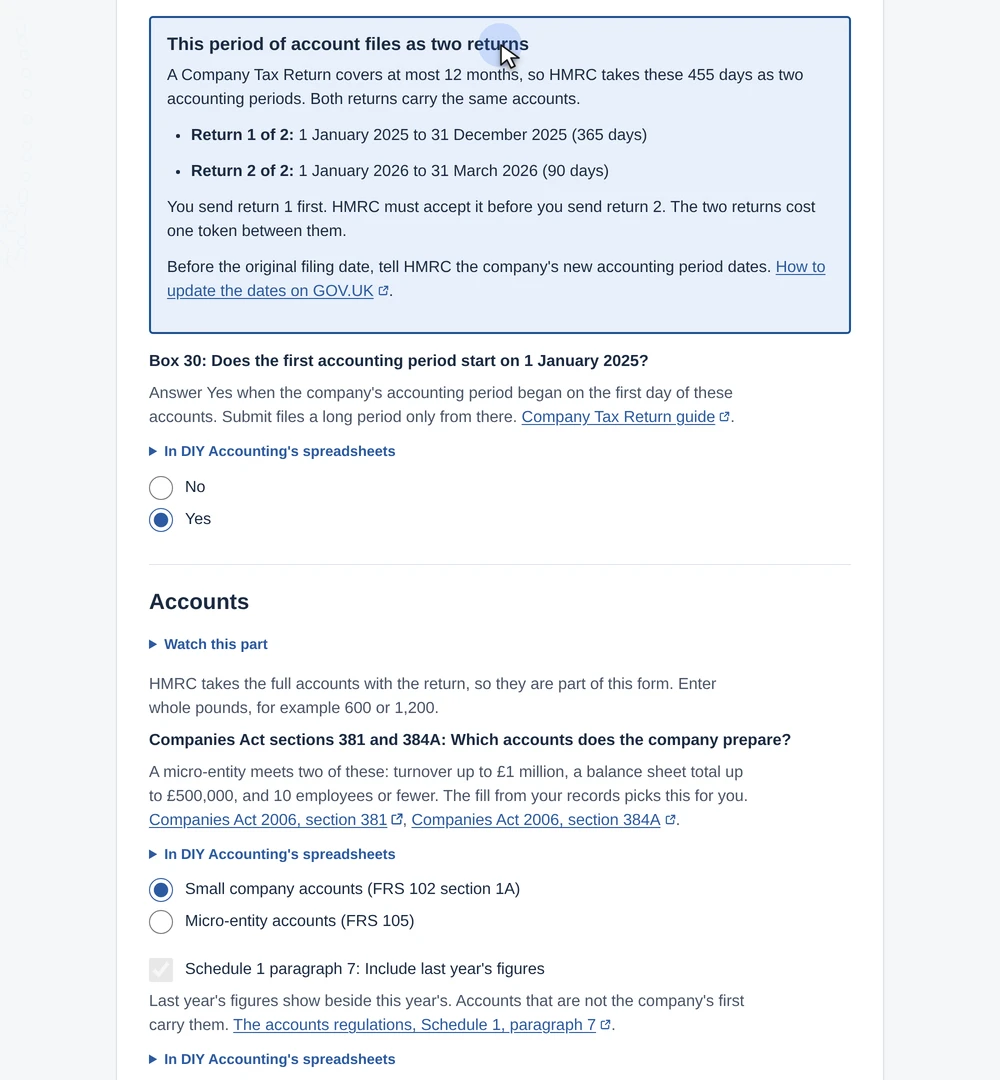 This period of account files as two returns
A Company Tax Return covers at most 12 months, so HMRC takes these 455 days as two
accounting periods. Both returns carry the same accounts.
• Return 1 of 2: 1 January 2025 to 31 December 2025 (365 days)
• Return 2 of 2: 1 January 2026 to 31 March 2026 (90 days)
You send return 1 first. HMRC must accept it before you send return 2. The two returns cost
one token between them.
Before the original filing date, tell HMRC the company's new accounting period dates. How to
update the dates on GOV.UK.
Box 30: Does the first accounting period start on 1 January 2025?
Answer Yes when the company's accounting period began on the first day of these
accounts. Submit files a long period only from there. Company Tax Return guide.
In DIY Accounting's spreadsheets
No
Yes
Accounts
Watch this part
HMRC takes the full accounts with the return, so they are part of this form. Enter
whole pounds, for example 600 or 1,200.
Companies Act sections 381 and 384A: Which accounts does the company prepare?
A micro-entity meets two of these: turnover up to £1 million, a balance sheet total up
to £500,000, and 10 employees or fewer. The fill from your records picks this for you.
Companies Act 2006, section 381, Companies Act 2006, section 384A.
In DIY Accounting's spreadsheets
Small company accounts (FRS 102 section 1A)
Micro-entity accounts (FRS 105)
Schedule 1 paragraph 7: Include last year's figures
Last year's figures show beside this year's. Accounts that are not the company's first
carry them. The accounts regulations, Schedule 1, paragraph 7.
In DIY Accounting's spreadsheets